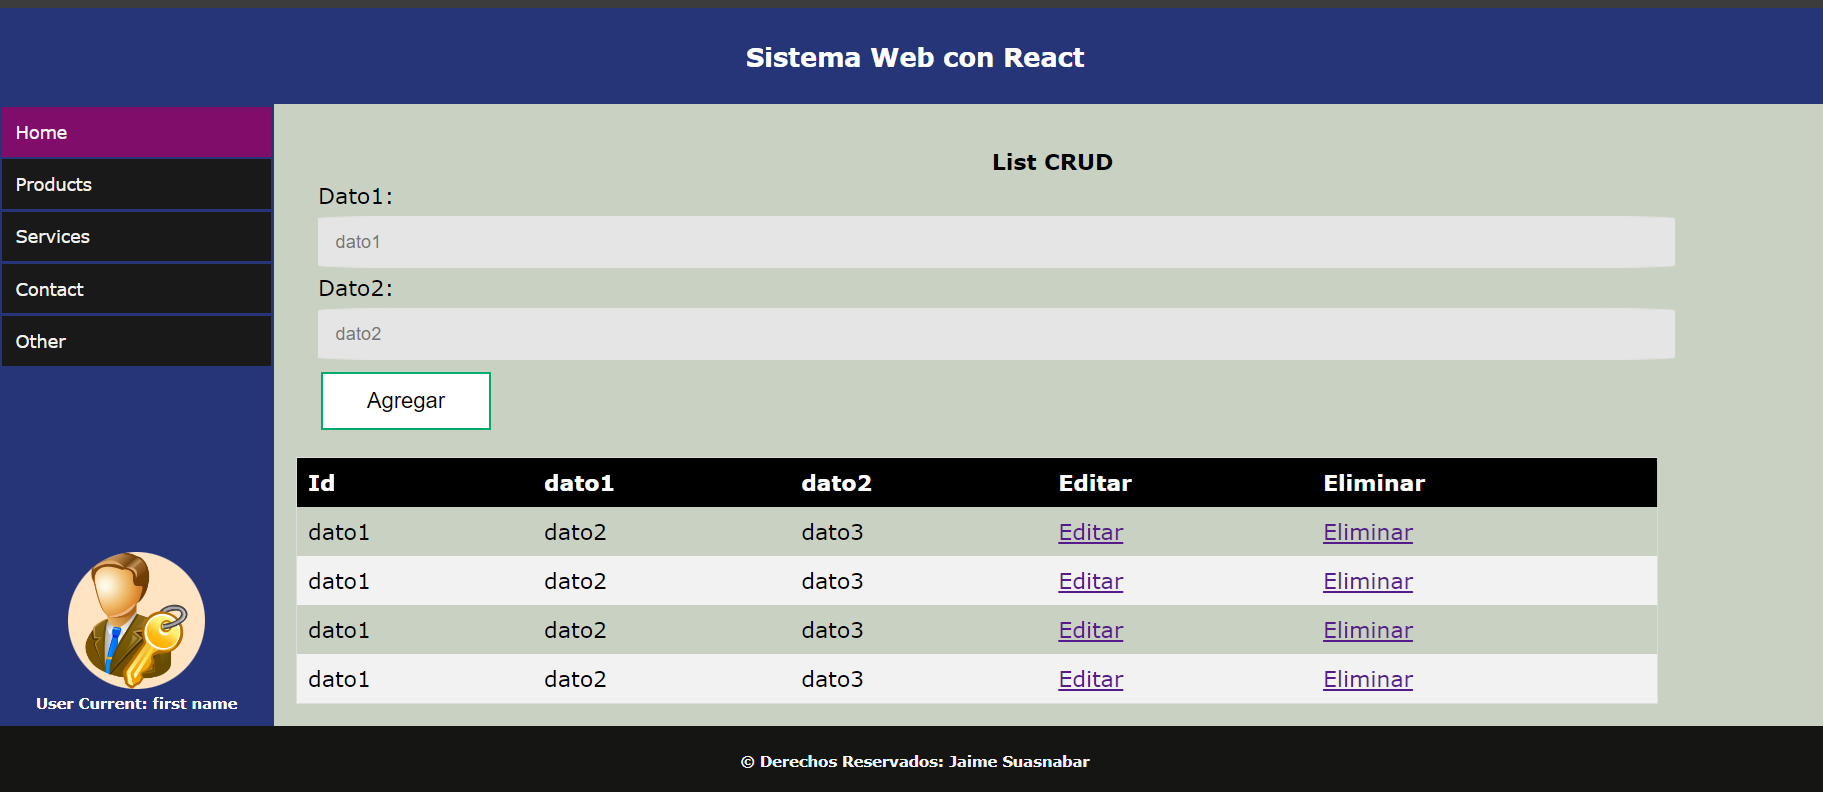 Sistema Web con React
Home
Products
Services
Contact
Other
User Current: first name
List CRUD
Dato1:
dato1
Dato2:
dato2
Agregar
Id dato1 dato2 Editar Eliminar
dato1 dato2 dato3 Editar Eliminar
dato1 dato2 dato3 Editar Eliminar
dato1 dato2 dato3 Editar Eliminar
dato1 dato2 dato3 Editar Eliminar
© Derechos Reservados: Jaime Suasnabar